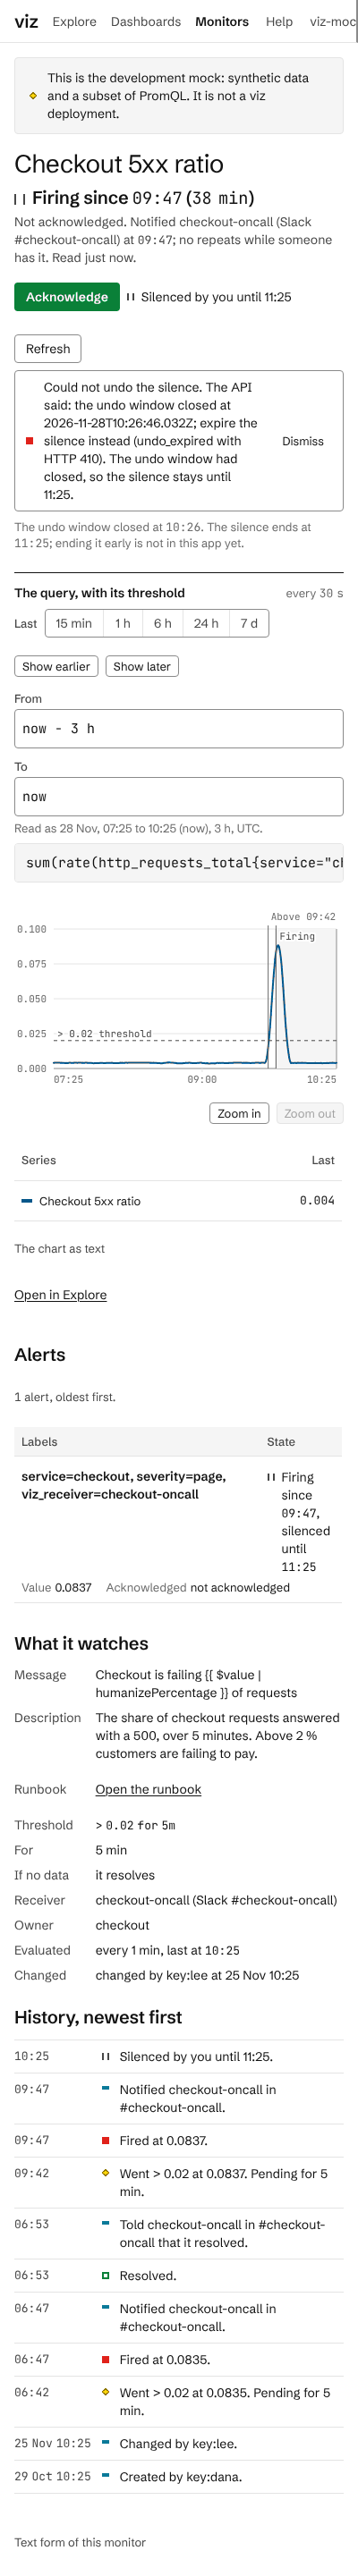 viz Explore Dashboards Monitors Help viz-moc
This is the development mock: synthetic data
and a subset of PromQL. It is not a viz
deployment.
Checkout 5xx ratio
Firing since 09:47 (38 min)
Not acknowledged. Notified checkout-oncall (Slack
#checkout-oncall) at 09:47; no repeats while someone
has it. Read just now.
Acknowledge Silenced by you until 11:25
Refresh
Could not undo the silence. The API
said: the undo window closed at
2026-11-28T10:26:46.032Z; expire the
silence instead (undo_expired with
HTTP 410). The undo window had
closed, so the silence stays until
11:25.
Dismiss
The undo window closed at 10:26. The silence ends at
11:25; ending it early is not in this app yet.
The query, with its threshold every 30 s
Last 15 min 1 h 6 h 24 h 7 d
Show earlier Show later
From
now - 3 h
To
now
Read as 28 Nov, 07:25 to 10:25 (now), 3 h, UTC.
sum(rate(http_requests_total{service="ch
Above 09:42
0.100
Firing
0.075
0.050
0.025
> 0.02 threshold
0.000
07:25 09:00 10:25
Zoom in Zoom out
Series Last
Checkout 5xx ratio 0.004
The chart as text
Open in Explore
Alerts
1 alert, oldest first.
Labels State
service=checkout, severity=page,
viz_receiver=checkout-oncall
Firing
since
09:47,
silenced
until
11:25
Value 0.0837 Acknowledged not acknowledged
What it watches
Message Checkout is failing {{ $value |
humanizePercentage }} of requests
Description The share of checkout requests answered
with a 500, over 5 minutes. Above 2 %
customers are failing to pay.
Runbook Open the runbook
Threshold > 0.02 for 5m
For 5 min
If no data it resolves
Receiver checkout-oncall (Slack #checkout-oncall)
Owner checkout
Evaluated every 1 min, last at 10:25
Changed changed by key:lee at 25 Nov 10:25
History, newest first
10:25 Silenced by you until 11:25.
09:47 Notified checkout-oncall in
#checkout-oncall.
09:47 Fired at 0.0837.
09:42 Went > 0.02 at 0.0837. Pending for 5
min.
06:53 Told checkout-oncall in #checkout-
oncall that it resolved.
06:53 Resolved.
06:47 Notified checkout-oncall in
#checkout-oncall.
06:47 Fired at 0.0835.
06:42 Went > 0.02 at 0.0835. Pending for 5
min.
25 Nov 10:25 Changed by key:lee.
29 Oct 10:25 Created by key:dana.
Text form of this monitor